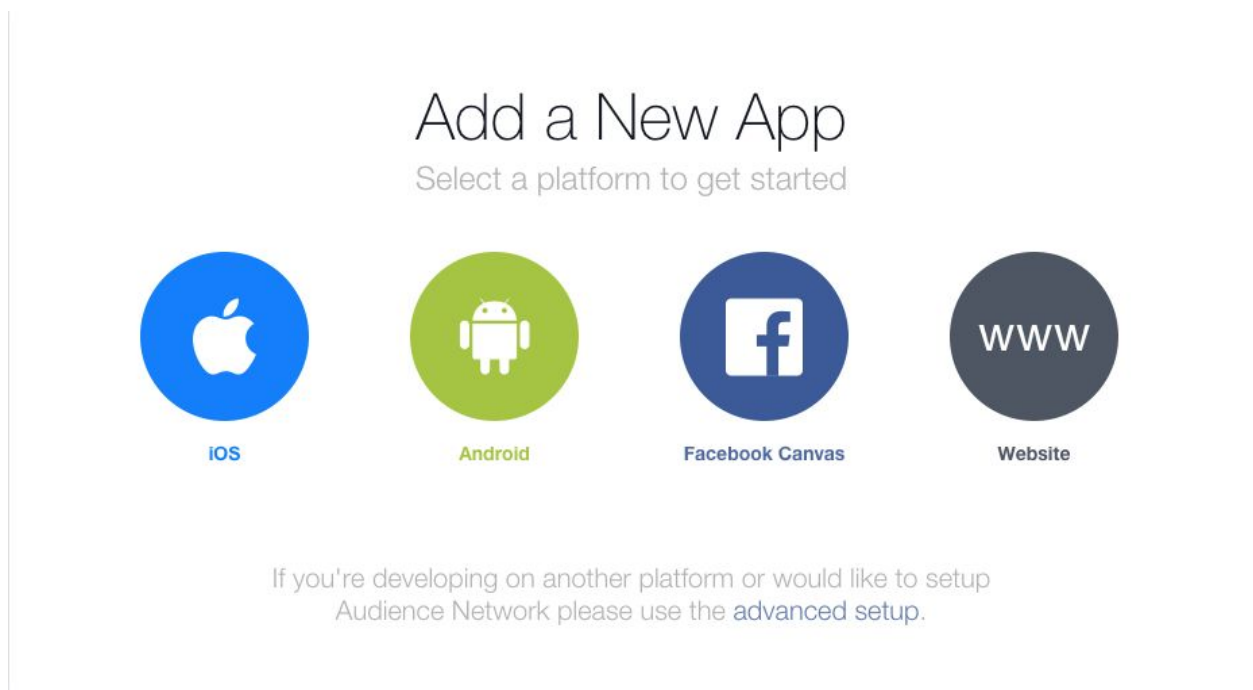 Add a New App
Select a platform to get started
www
iOS
Android
Facebook Canvas
Website
If you're developing on another platform or would like to setup
Audience Network please use the advanced setup.